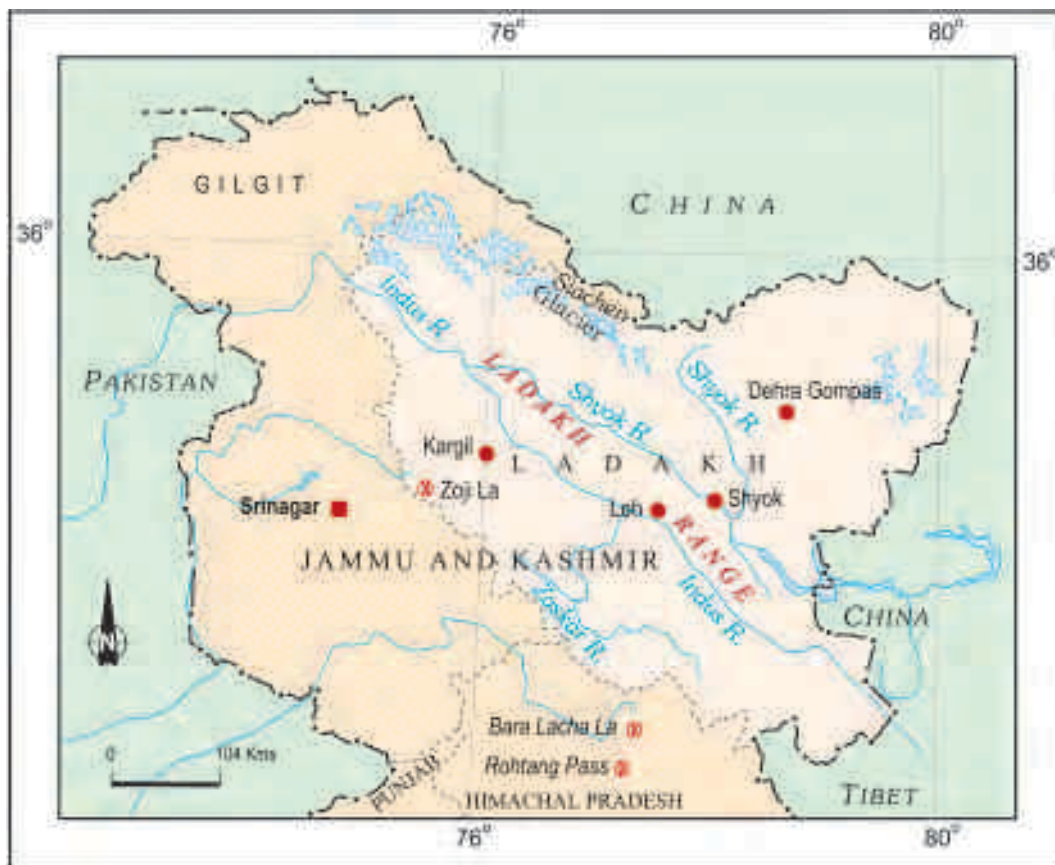 76°
80°
GILGIT
CHINA
36°
36°
Siachen
Glacier
Indus R.
PAKISTAN
LADAKH
Shyok R.
Shyok R.
Dehra Gompas
Kargil
LADAKH
Zoji La
Srinagar
Leh
Shyok
RANGE
JAMMU AND KASHMIR
Indus R.
CHINA
Zaskar R.
N
Bara Lacha La
0
104 Kms
Rohtang Pass
PUNJAB
HIMACHAL PRADESH
TIBET
76°
80°